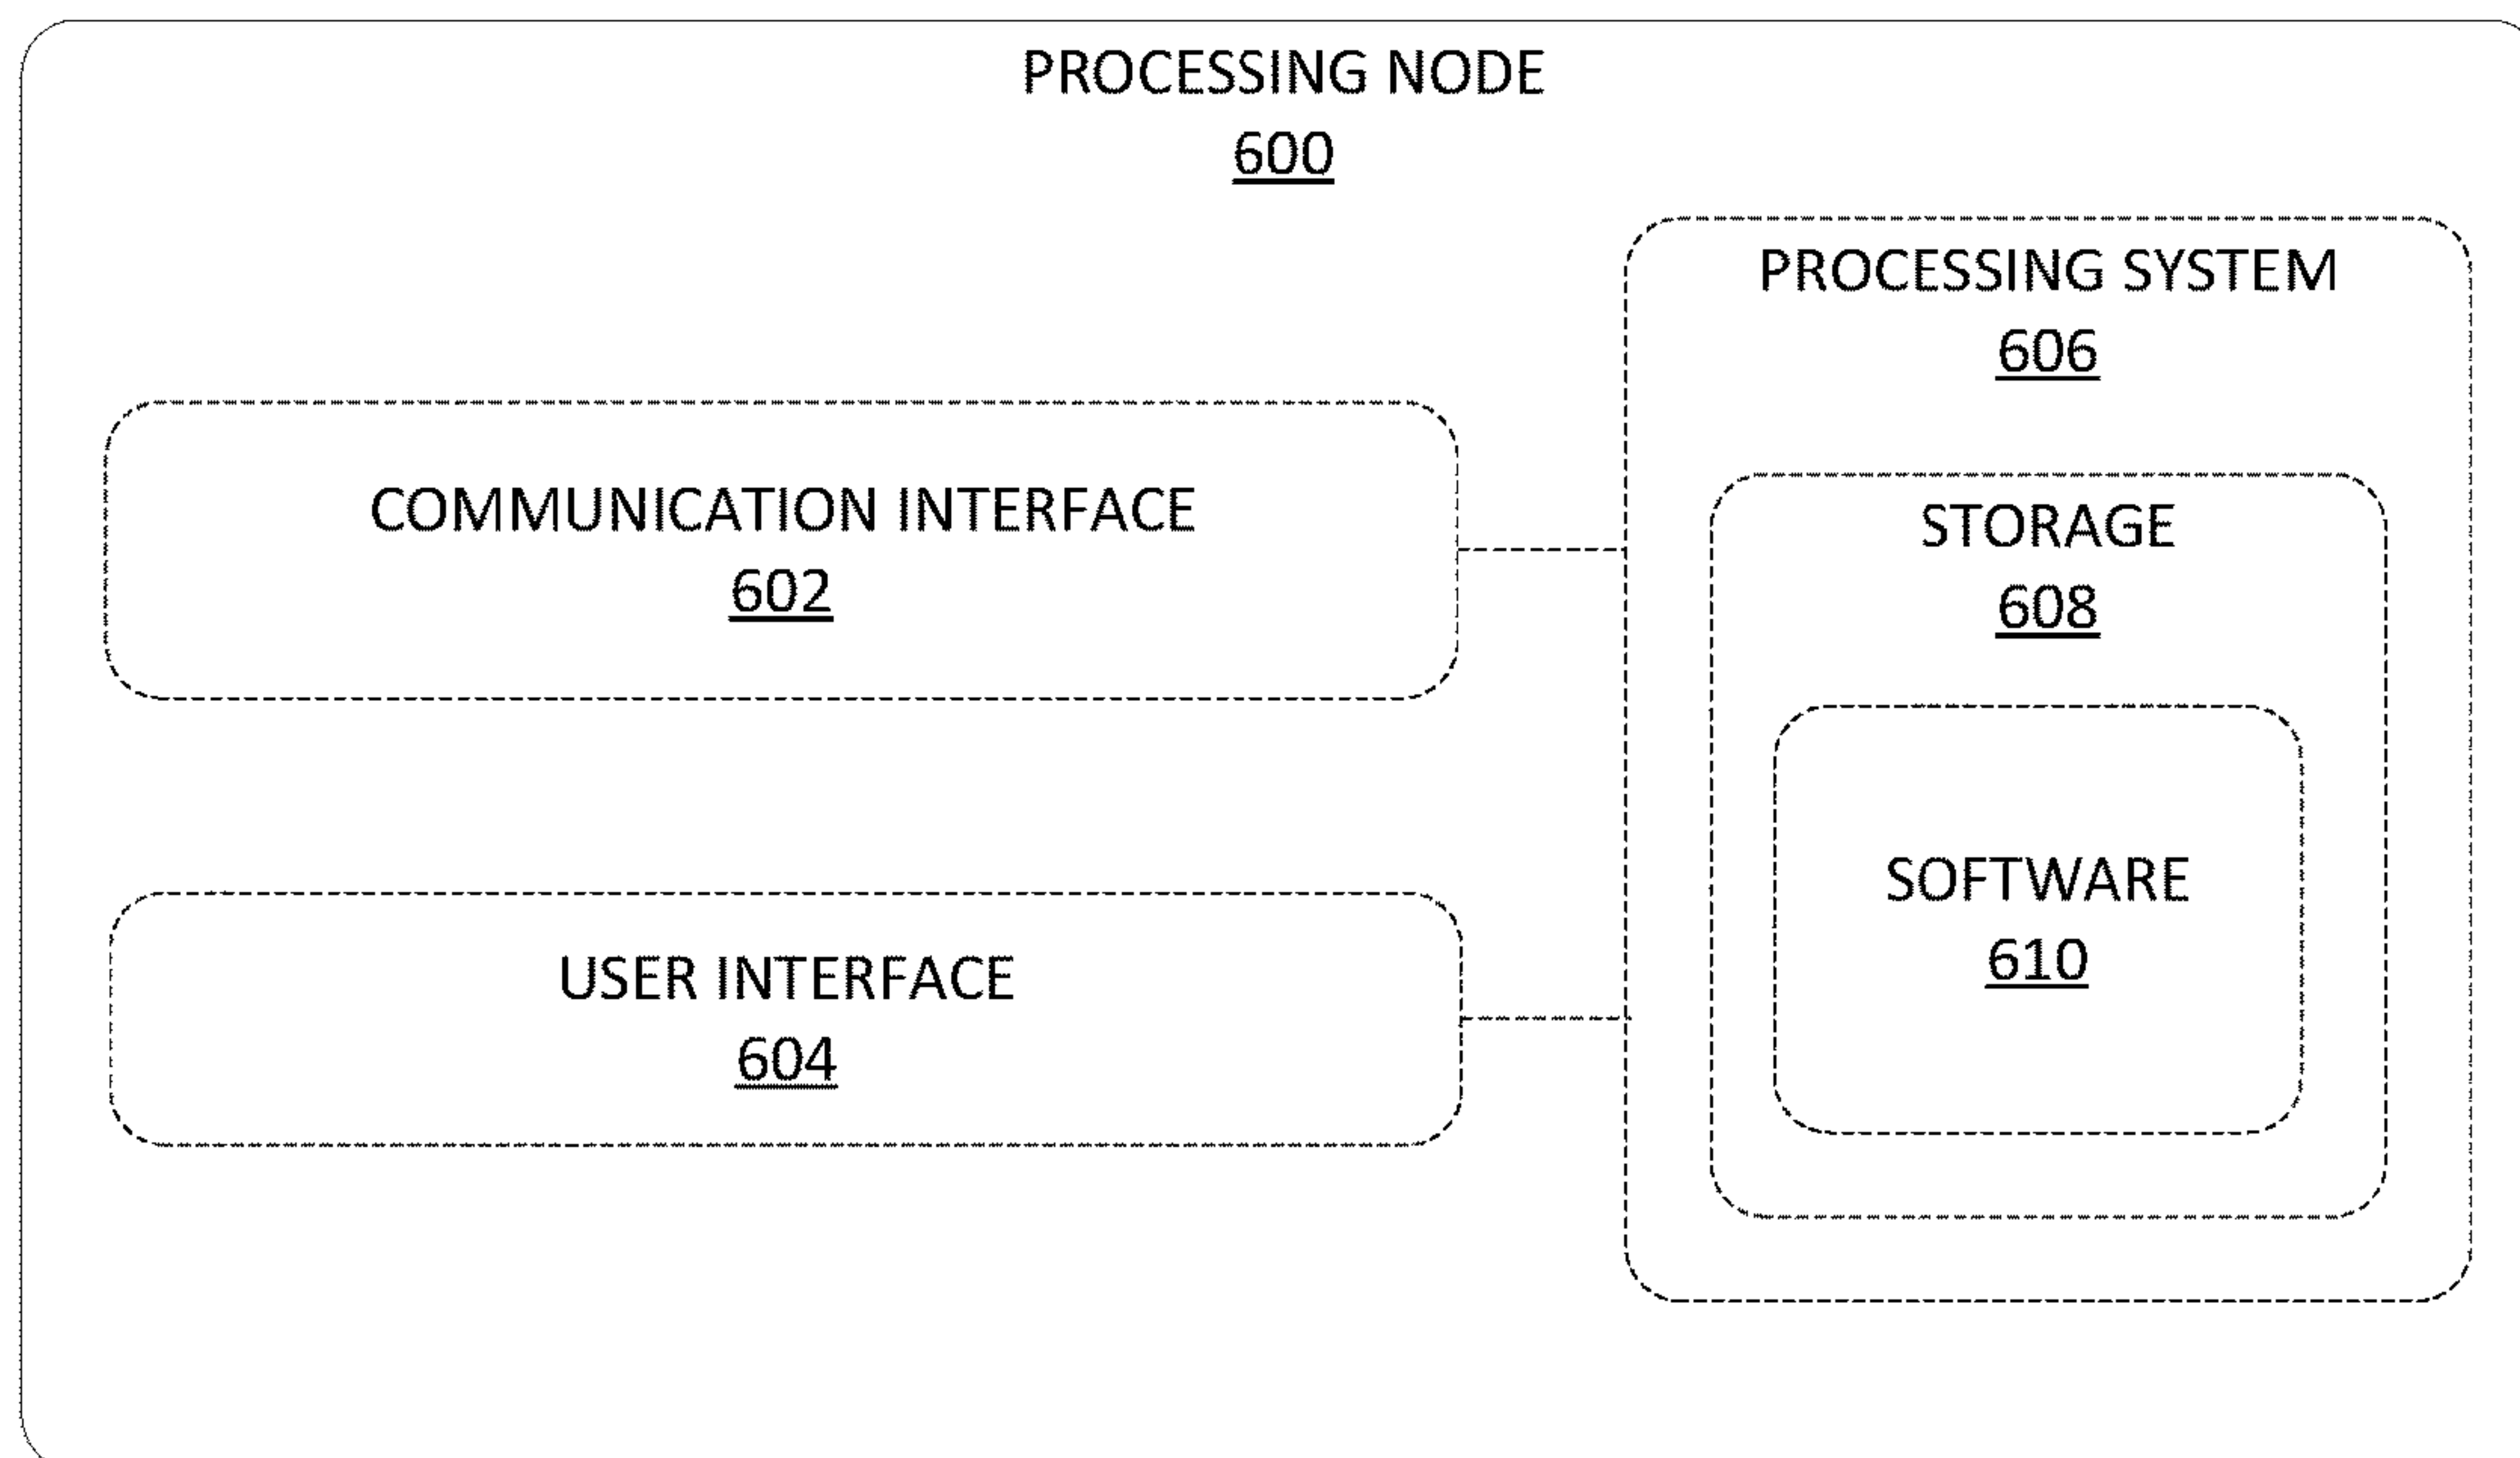 PROCESSING NODE
600
PROCESSING SYSTEM
606
COMMUNICATION INTERFACE
602
STORAGE
608
SOFTWARE
610
USER INTERFACE
604